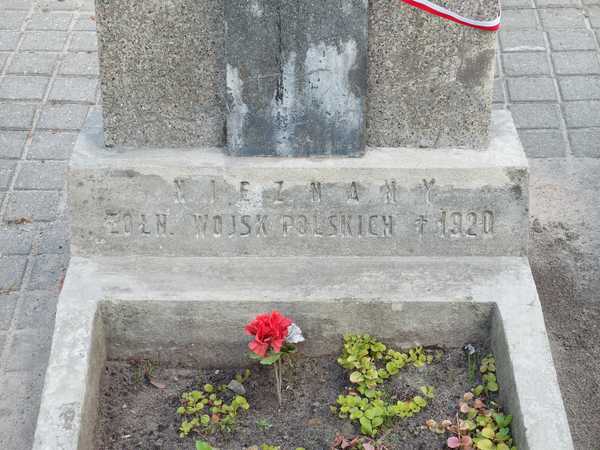 NIEZNANY
ŻOŁN. WOJSK POLSKICH † 1920